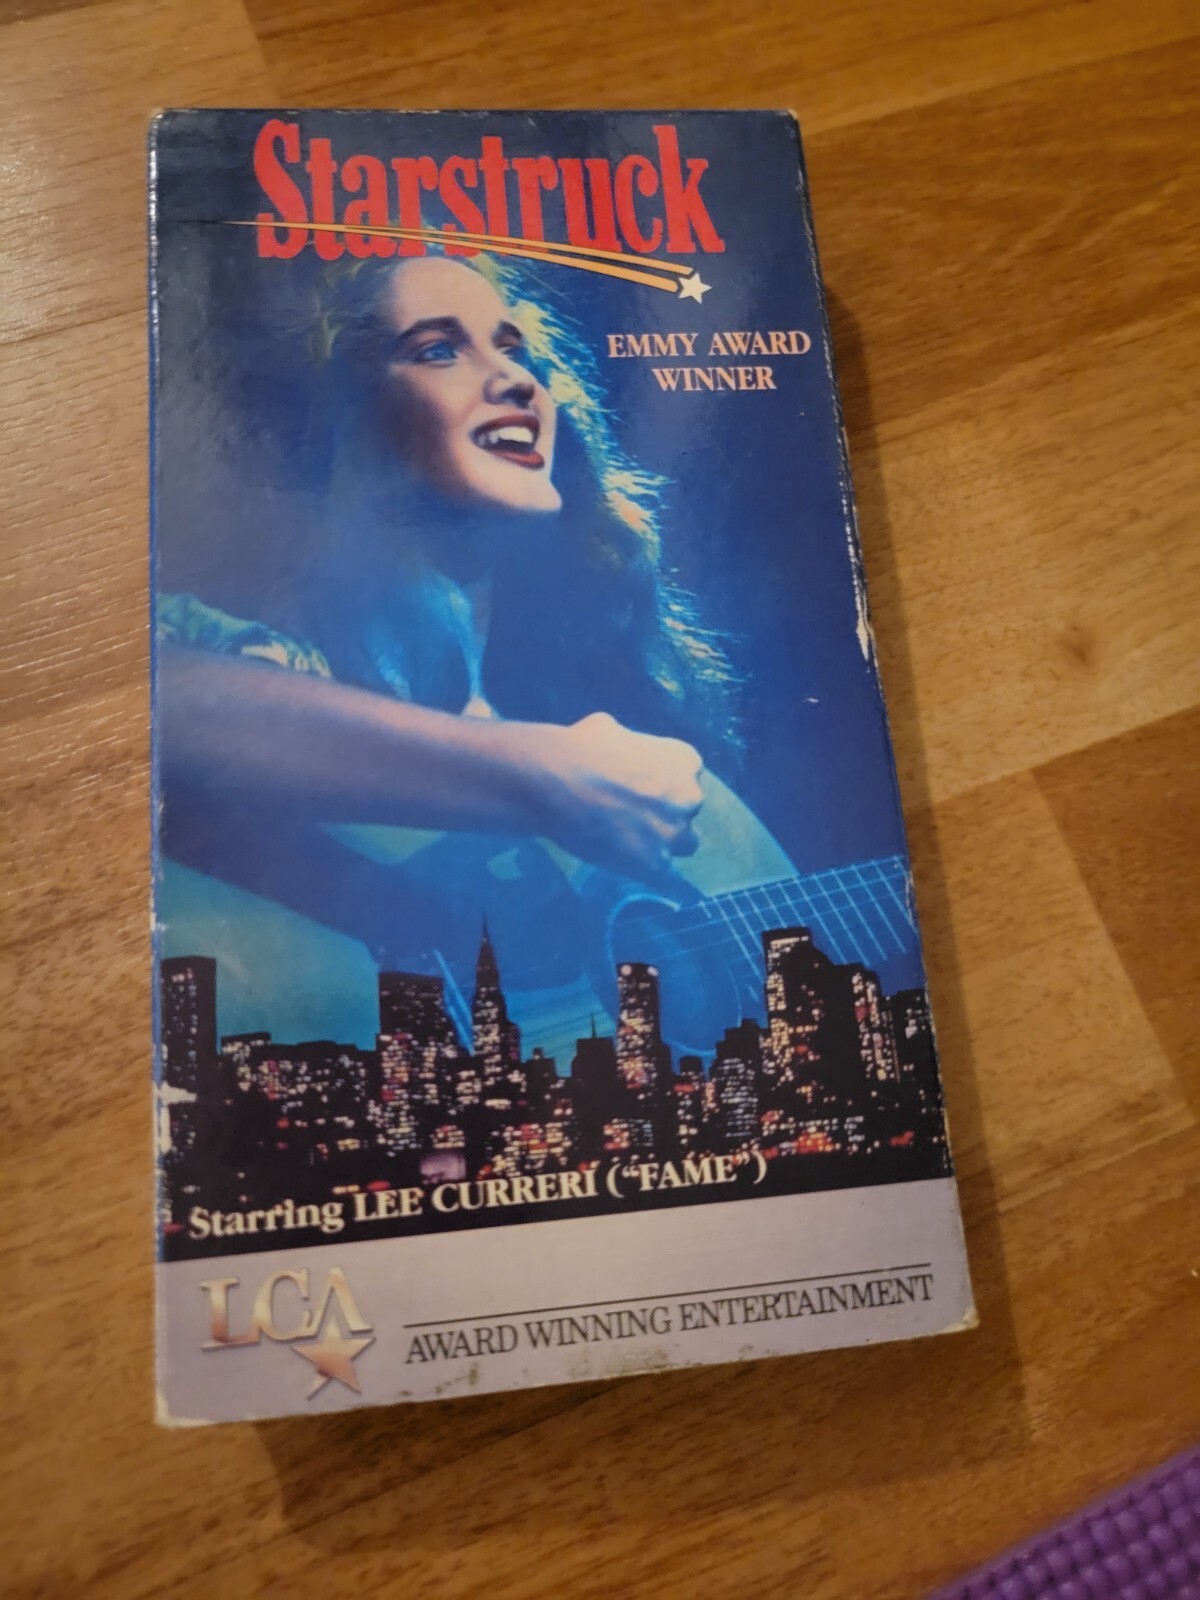 Starstruck
EMMY AWARD
WINNER
Starring LEE CURRERI ("FAME")
LCA
AWARD WINNING ENTERTAINMENT